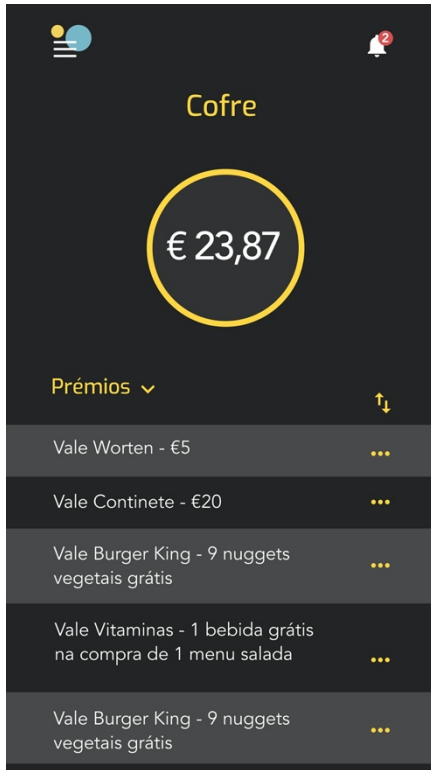 2
Cofre
€ 23,87
Prémios
Vale Worten - €5
Vale Continete - €20
Vale Burger King - 9 nuggets
vegetais grátis
Vale Vitaminas - 1 bebida grátis
na compra de 1 menu salada
Vale Burger King - 9 nuggets
vegetais grátis